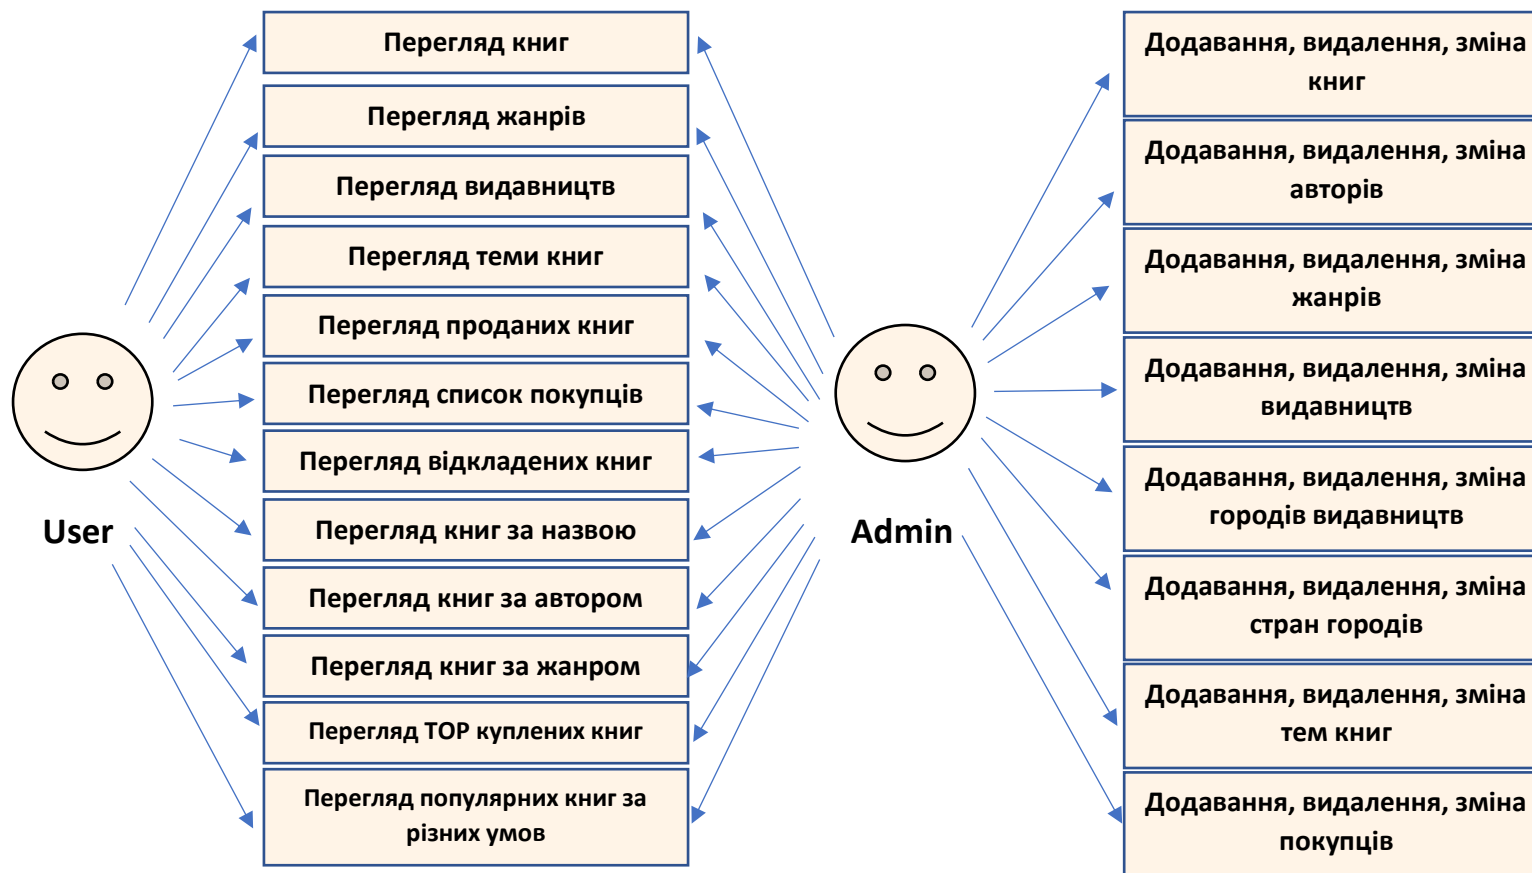 Перегляд книг
Перегляд жанрів
Перегляд видавництв
Перегляд теми книг
Перегляд проданих книг
Перегляд список покупців
Перегляд відкладених книг
Перегляд книг за назвою
Перегляд книг за автором
Перегляд книг за жанром
Перегляд TOP куплених книг
Перегляд популярних книг за
різних умов
User
Admin
Додавання, видалення, зміна
книг
Додавання, видалення, зміна
авторів
Додавання, видалення, зміна
жанрів
Додавання, видалення, зміна
видавництв
Додавання, видалення, зміна
городів видавництв
Додавання, видалення, зміна
стран городів
Додавання, видалення, зміна
тем книг
Додавання, видалення, зміна
покупців